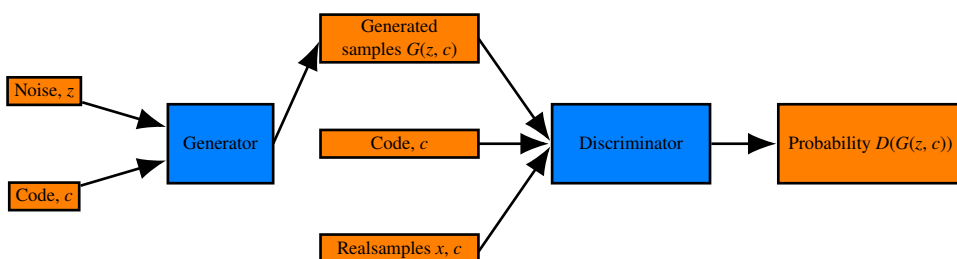 Generated
samples G(z, c)
Noise, z
Generator
Code, c
Discriminator
Probability D(G(z, c))
Code, c
Realsamples x, c